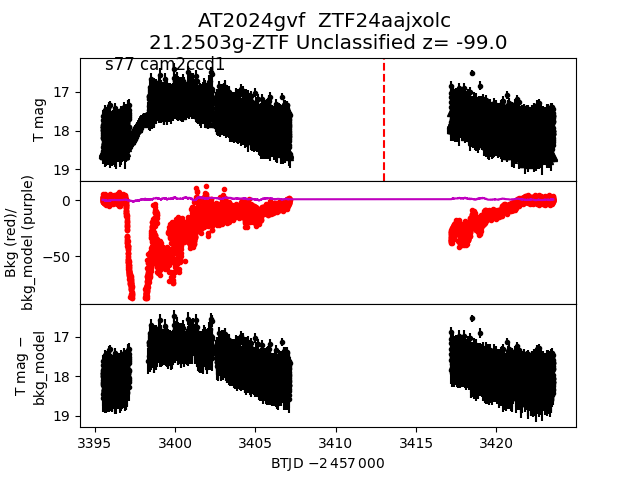 AT2024gvf ZTF24aajxolc
21.2503g-ZTF Unclassified z= -99.0
s77 cam2ccd1
T mag
17
18
19
Bkg (red)/
bkg_model (purple)
0
−50
T mag −
bkg_model
17
18
19
3395 3400 3405 3410 3415 3420
BTJD −2 457 000